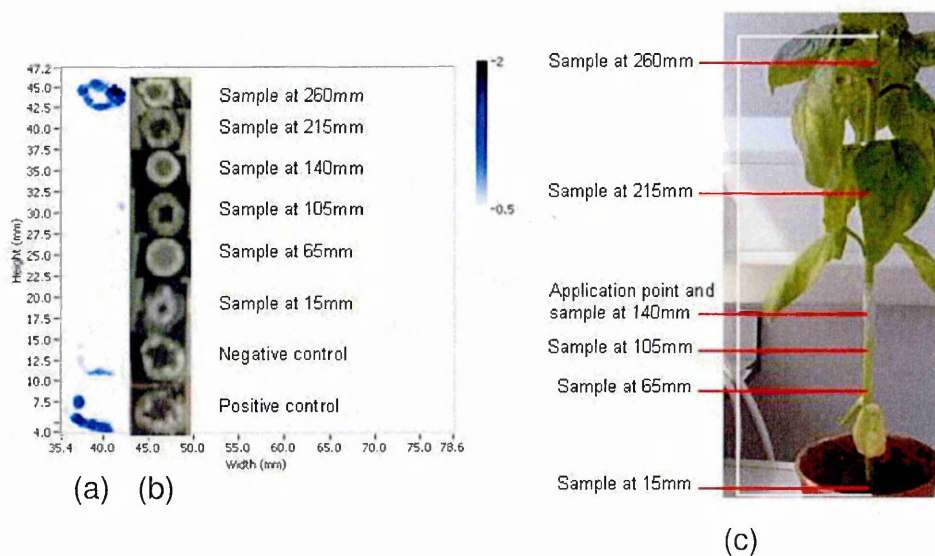 47.2
45.0
42.5
40.0
37.5
35.0
32.5
30.0
27.5
25.0
22.5
20.0
17.5
15.0
12.5
10.0
7.5
4.0
Height (mm)
35.4 40.0 45.0 50.0 55.0 60.0 65.0 70.0 75.0 78.6
Width (mm)
Sample at 260mm
Sample at 215mm
Sample at 140mm
Sample at 105mm
Sample at 65mm
Sample at 15mm
Negative control
Positive control
-2
-0.5
(a) (b)
Sample at 260mm
Sample at 215mm
Application point and
sample at 140mm
Sample at 105mm
Sample at 65mm
Sample at 15mm
(c)